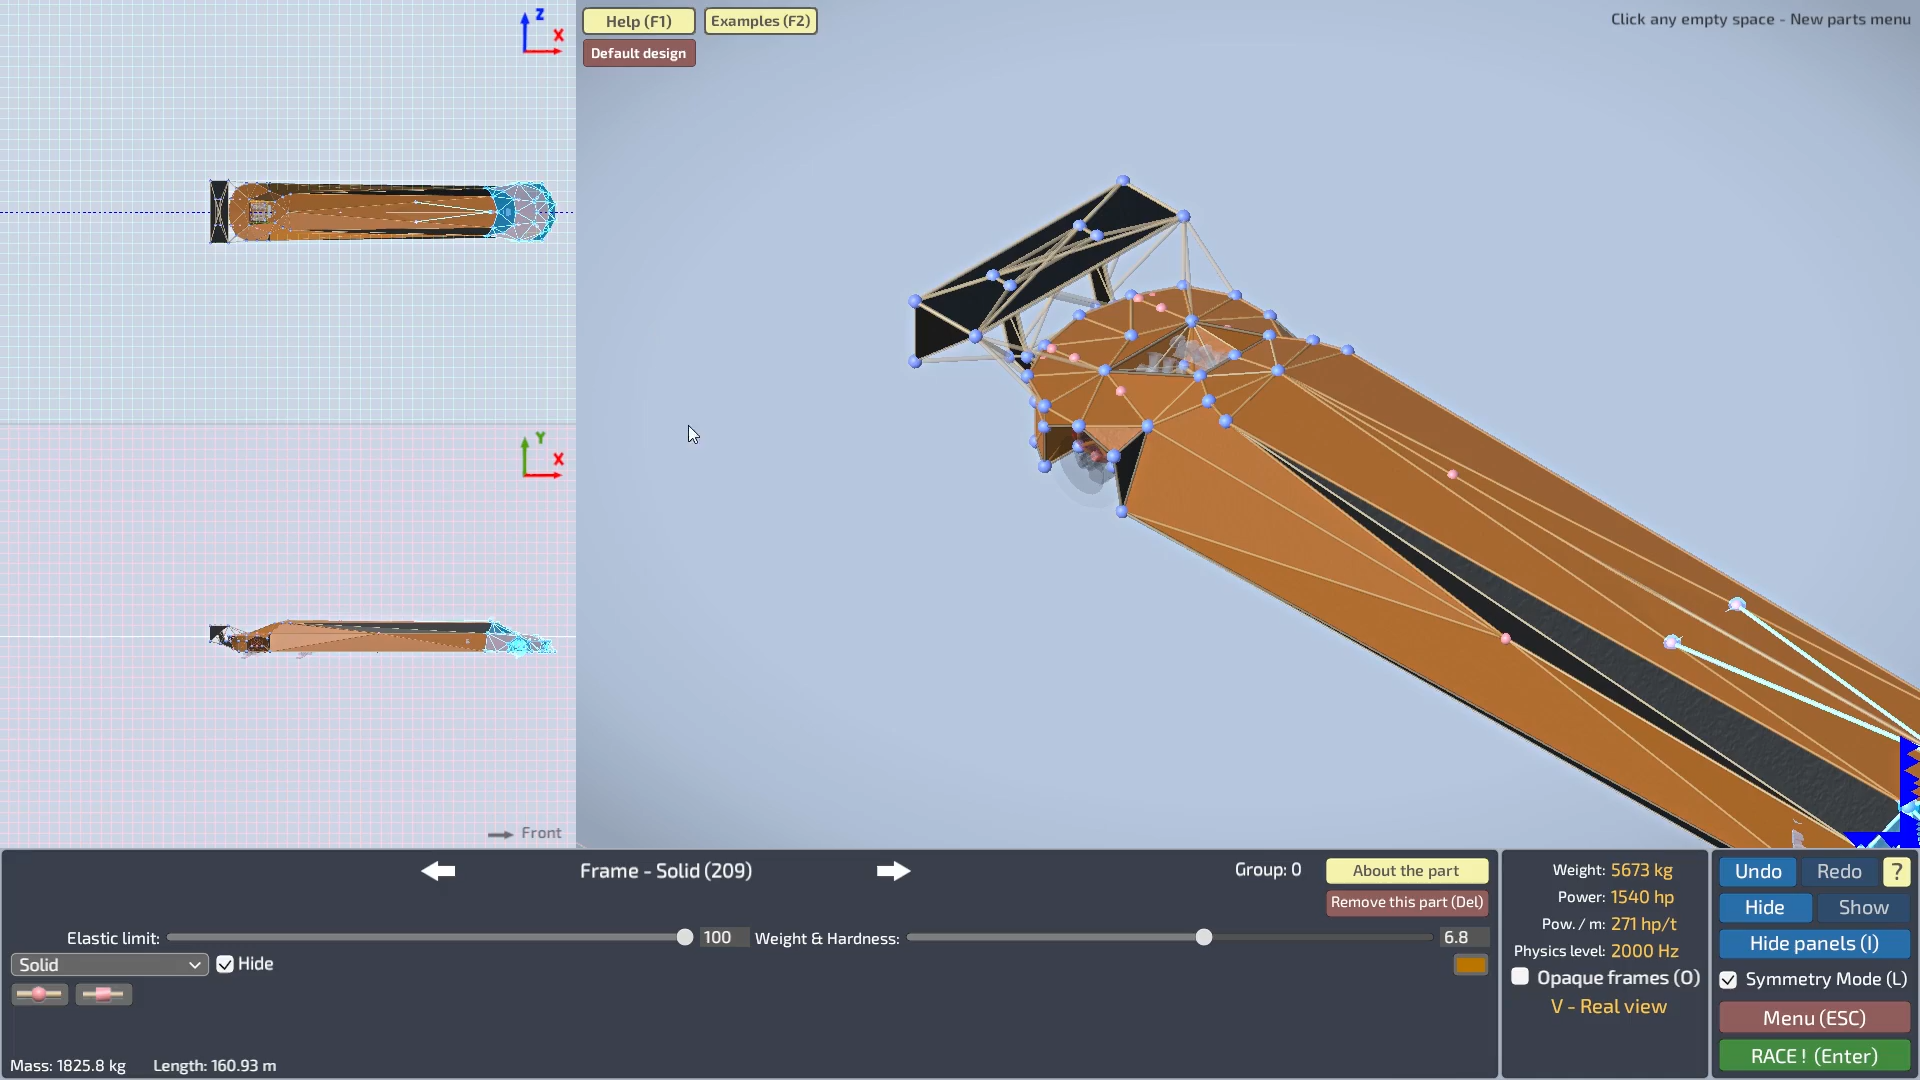 Z
X
Help (F1)
Examples (F2)
Default design
Click any empty space - New parts menu
Y
X
Front
Frame - Solid (209)
Group: 0
About the part
Remove this part (Del)
Elastic limit:
100
Weight & Hardness:
6.8
Solid
Hide
Mass: 1825.8 kg
Length: 160.93 m
Weight: 5673 kg
Power: 1540 hp
Pow. / m: 271 hp/t
Physics level: 2000 Hz
Opaque frames (O)
V - Real view
Undo
Redo
?
Hide
Show
Hide panels (I)
Symmetry Mode (L)
Menu (ESC)
RACE ! (Enter)